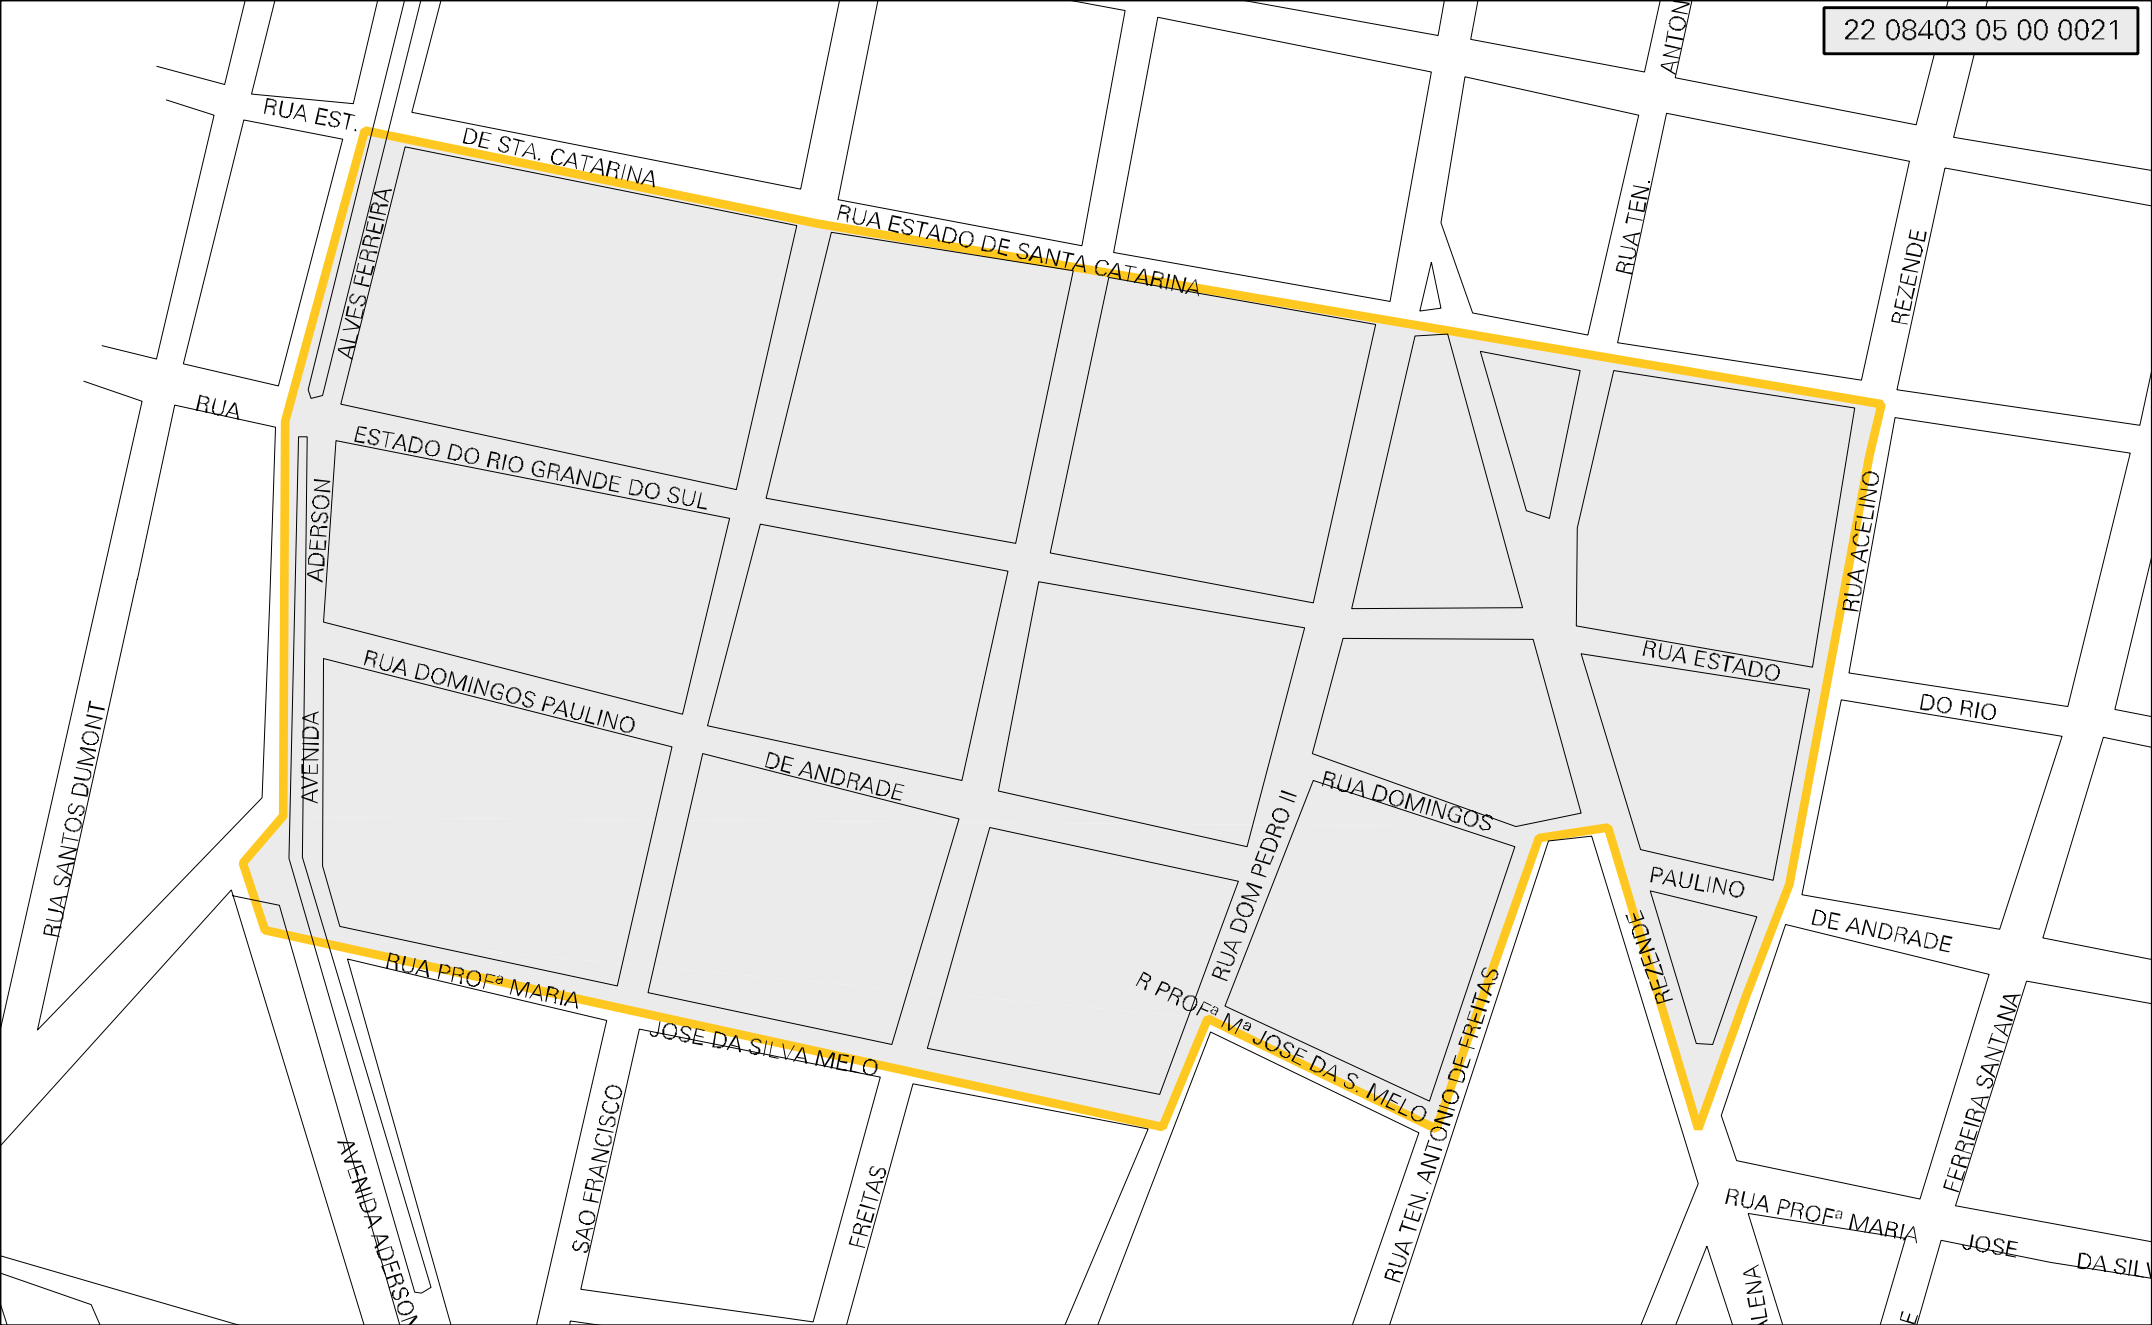 22 08403 05 00 0021
RUA EST.
DE STA. CATARINA
RUA ESTADO DE SANTA CATARINA
RUA TEN.
REZENDE
ALVES FERREIRA
RUA
ESTADO DO RIO GRANDE DO SUL
ADERSON
RUA ACELINO
RUA ESTADO
DO RIO
RUA DOMINGOS PAULINO
AVENIDA
DE ANDRADE
RUA DOMINGOS
RUA SANTOS DUMONT
RUA DOM PEDRO II
PAULINO
DE ANDRADE
REZENDE
RUA PROFª MARIA
R PROFª Mª JOSE DA S. MELO
JOSE DA SILVA MELO
RUA TEN. ANTONIO DE FREITAS
FERREIRA SANTANA
SAO FRANCISCO
FREITAS
AVENIDA ADERSON
RUA PROFª MARIA
JOSE
DA SILV